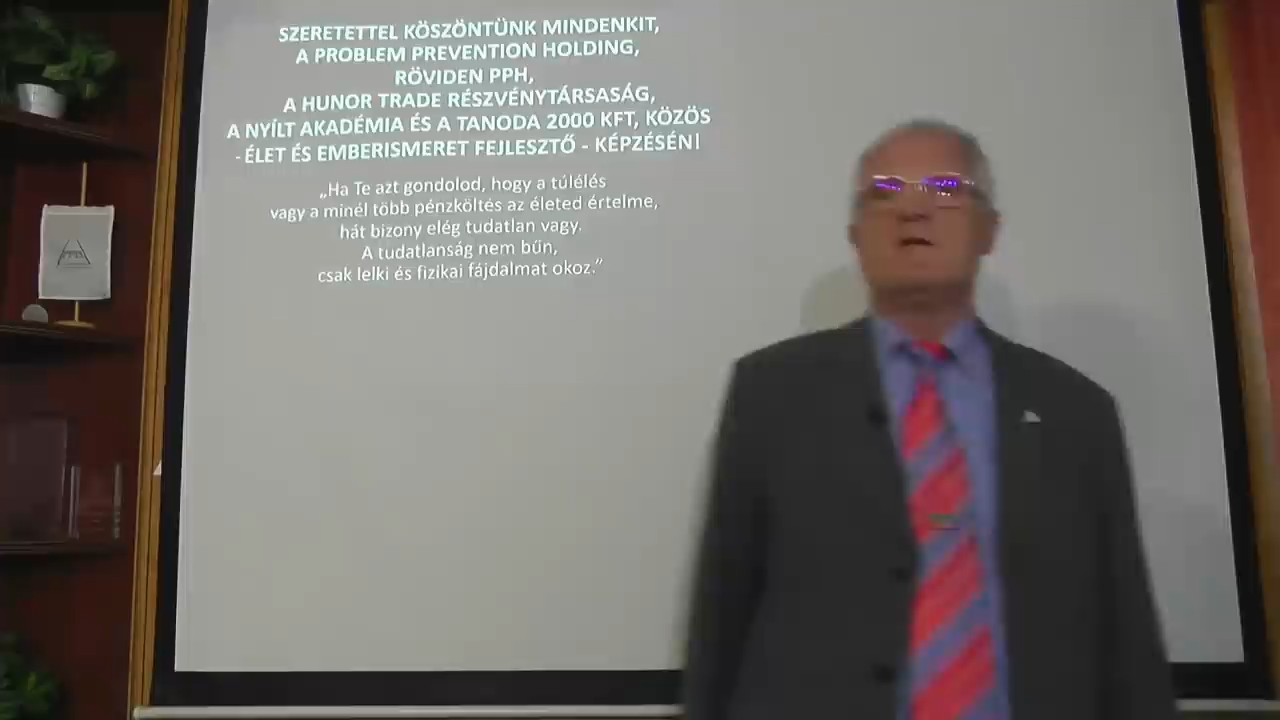 SZERETETTEL KÖSZÖNTÜNK MINDENKIT,
A PROBLEM PREVENTION HOLDING,
RÖVIDEN PPH,
A HUNOR TRADE RÉSZVÉNYTÁRSASÁG,
A NYÍLT AKADÉMIA ÉS A TANODA 2000 KFT, KÖZÖS
- ÉLET ÉS EMBERISMERET FEJLESZTŐ - KÉPZÉSÉN!
„Ha Te azt gondolod, hogy a túlélés
vagy a minél több pénzköltés az életed értelme,
hát bizony elég tudatlan vagy.
A tudatlanság nem bűn,
csak lelki és fizikai fájdalmat okoz.”